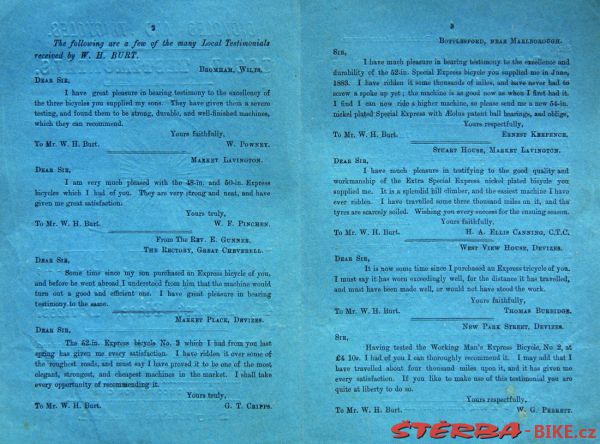 2
The following are a few of the many Local Testimonials
received by W. H. BURT.
Bromham, Wilts.
Dear Sir,
I have great pleasure in bearing testimony to the excellency of
the three bicycles you supplied my sons. They have given them a severe
testing, and found them to be strong, durable, and well-finished machines,
which they can recommend.
Yours faithfully,
To Mr. W. H. Burt. W. Powney.
Market Lavington.
Dear Sir,
I am very much pleased with the 48-in. and 50-in. Express
bicycles which I had of you. They are very strong and neat, and have
given me great satisfaction.
Yours truly,
To Mr. W. H. Burt. W. F. Pinchen.
From The Rev. E. Gunner.
The Rectory, Great Cheverell.
Dear Sir,
Some time since my son purchased an Express bicycle of you,
and before he went abroad I understood from him that the machine would
turn out a good and efficient one. I have great pleasure in bearing
testimony to the same.
Market Place, Devizes.
Dear Sir,
The 52-in. Express bicycle No. 3 which I had from you last
spring has given me every satisfaction. I have ridden it over some of
the roughest roads, and must say I have proved it to be one of the most
elegant, strongest, and cheapest machines in the market. I shall take
every opportunity of recommending it.
Yours truly,
To Mr. W. H. Burt. G. T. Cripps.
3
Bottlesford, near Marlborough.
Sir,
I have much pleasure in bearing testimony to the excellence and
durability of the 52-in. Special Express bicycle you supplied me in June,
1883. I have ridden it some thousands of miles, and have never had to
screw a spoke up yet; the machine is as good now as when I first had it.
I find I can now ride a higher machine, so please send me a new 54-in.
nickel plated Special Express with Æolus patent ball bearings, and oblige,
Yours respectfully,
To Mr. W. H. Burt. Ernest Keepence.
Stuart House, Market Lavington.
Dear Sir,
I have much pleasure in testifying to the good quality and
workmanship of the Extra Special Express nickel plated bicycle you
supplied me. It is a splendid hill climber, and the easiest machine I have
ever ridden. I have travelled some three thousand miles on it, and the
tyres are scarcely soiled. Wishing you every success for the ensuing season.
Yours faithfully,
To Mr. W. H. Burt. H. A. Ellis Canning, C.T.C.
West View House, Devizes.
Dear Sir,
It is now some time since I purchased an Express tricycle of you.
I must say it has worn exceedingly well, for the distance it has travelled,
and must have been made well, or would not have stood the work.
Yours faithfully,
To Mr. W. H. Burt. Thomas Burbidge.
New Park Street, Devizes.
Sir,
Having tested the Working Man's Express Bicycle, No. 2, at
£4 10s. I had of you I can thoroughly recommend it. I may add that I
have travelled about four thousand miles upon it, and it has given me
every satisfaction. If you like to make use of this testimonial you are
quite at liberty to do so.
Yours respectfully,
To Mr. W. H. Burt. W. G. Perrett.
ŠTĚRBA-BIKE.cz